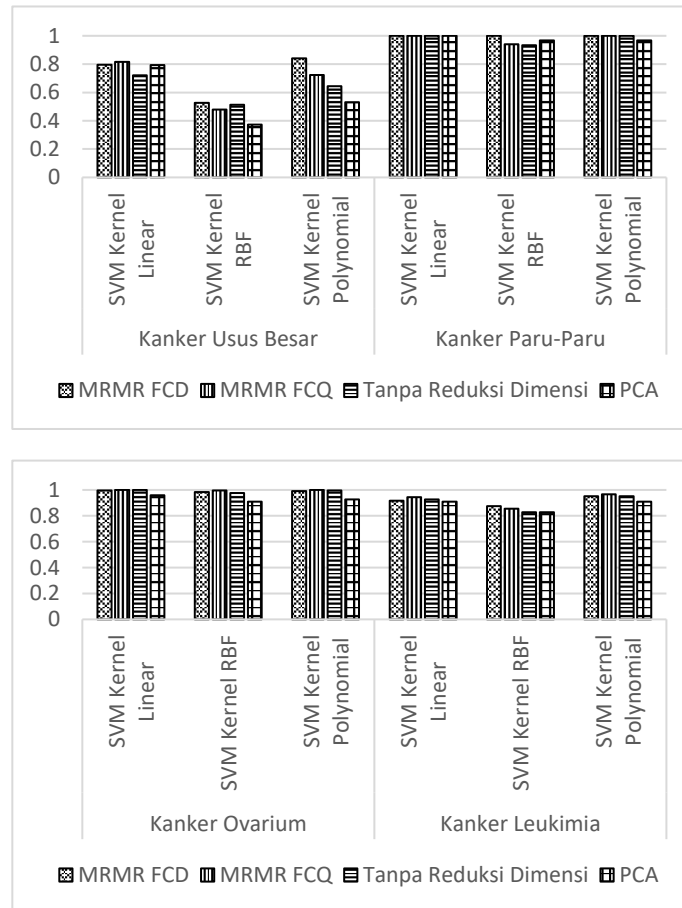 1
0.8
0.6
0.4
0.2
0
SVM Kernel
Linear
SVM Kernel
RBF
SVM Kernel
Polynomial
SVM Kernel
Linear
SVM Kernel
RBF
SVM Kernel
Polynomial
Kanker Usus Besar
Kanker Paru-Paru
MRMR FCD MRMR FCQ Tanpa Reduksi Dimensi PCA
1
0.8
0.6
0.4
0.2
0
SVM Kernel
Linear
SVM Kernel RBF
SVM Kernel
Polynomial
SVM Kernel
Linear
SVM Kernel RBF
SVM Kernel
Polynomial
Kanker Ovarium
Kanker Leukimia
MRMR FCD MRMR FCQ Tanpa Reduksi Dimensi PCA